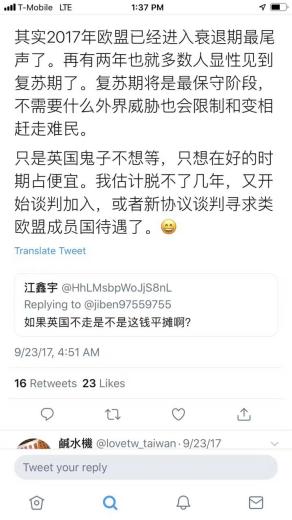 T-Mobile LTE
1:37 PM
其实2017年欧盟已经进入衰退期最尾
声了。再有两年也就多数人显性见到
复苏期了。复苏期将是最保守阶段，
不需要什么外界威胁也会限制和变相
赶走难民。
只是英国鬼子不想等，只想在好的时
期占便宜。我估计脱不了几年，又开
始谈判加入，或者新协议谈判寻求类
欧盟成员国待遇了。😄
Translate Tweet
江鑫宇 @HhLMsbpWoJjS8nL
Replying to @jiben97559755
如果英国不走是不是这钱平摊啊?
9/23/17, 4:51 AM
16 Retweets 23 Likes
鹹水機 @lovetw_taiwan · 9/23/17
Tweet your reply